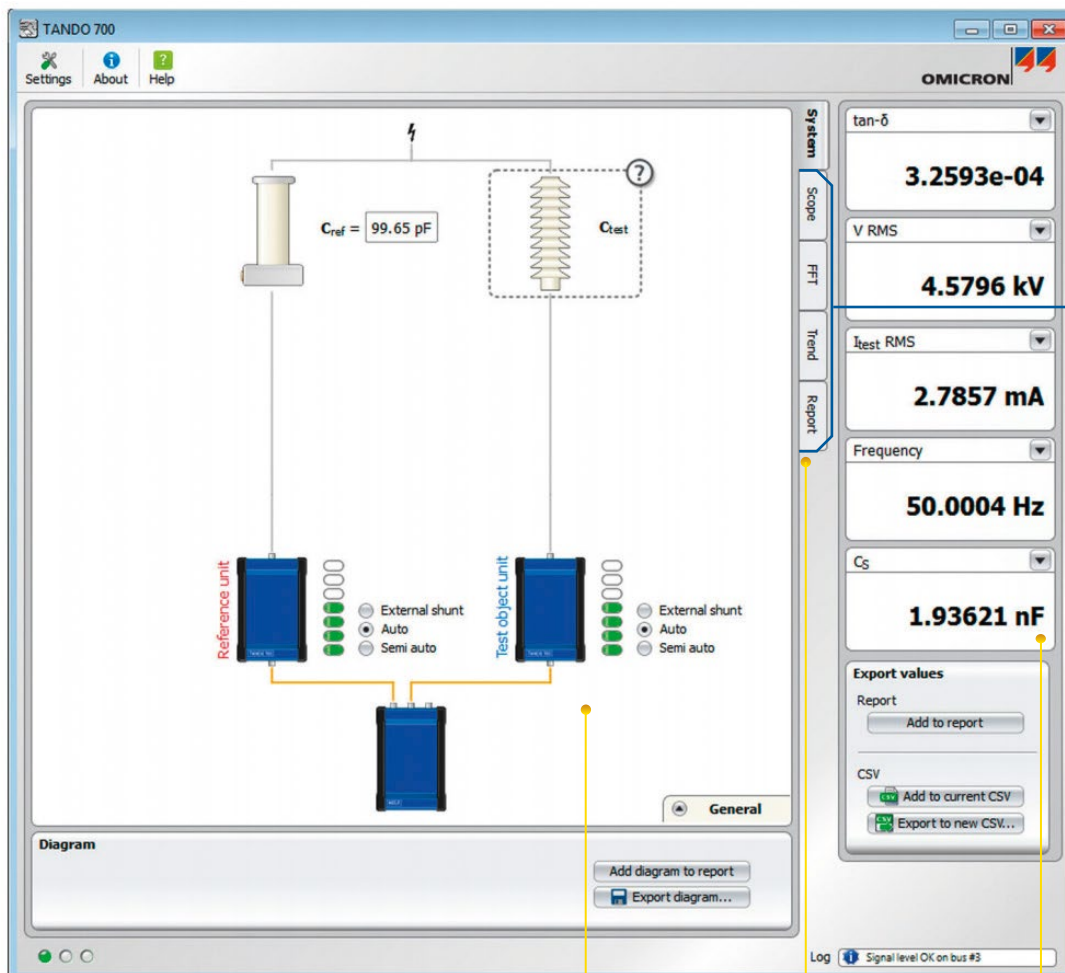 TANDO 700
Settings
About
Help
OMICRON
Cref = 99.65 pF
?
Ctest
Reference unit
External shunt
Auto
Semi auto
TANDO 700
Test object unit
External shunt
Auto
Semi auto
TANDO 700
General
System
Scope
FFT
Trend
Report
tan-δ
3.2593e-04
V RMS
4.5796 kV
Itest RMS
2.7857 mA
Frequency
50.0004 Hz
CS
1.93621 nF
Export values
Report
Add to report
CSV
Add to current CSV
Export to new CSV...
Diagram
Add diagram to report
Export diagram...
Log
Signal level OK on bus #3